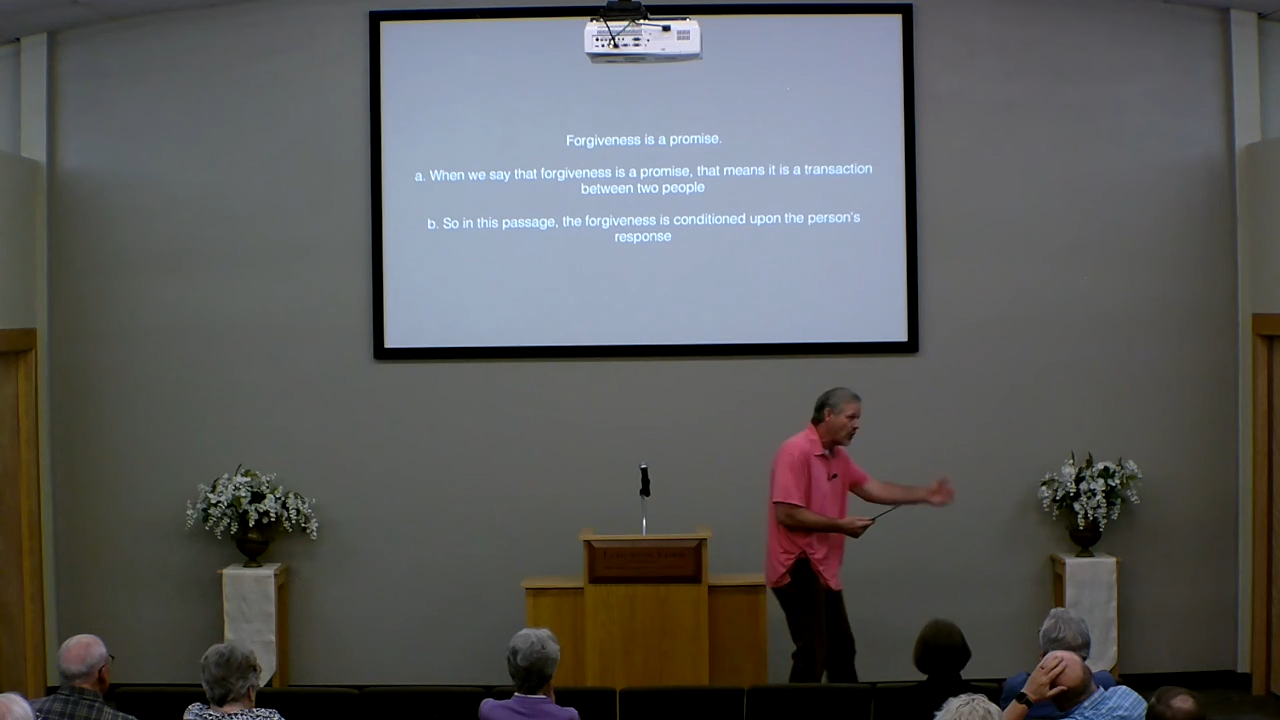 Forgiveness is a promise.
a. When we say that forgiveness is a promise, that means it is a transaction
between two people
b. So in this passage, the forgiveness is conditioned upon the person's
response